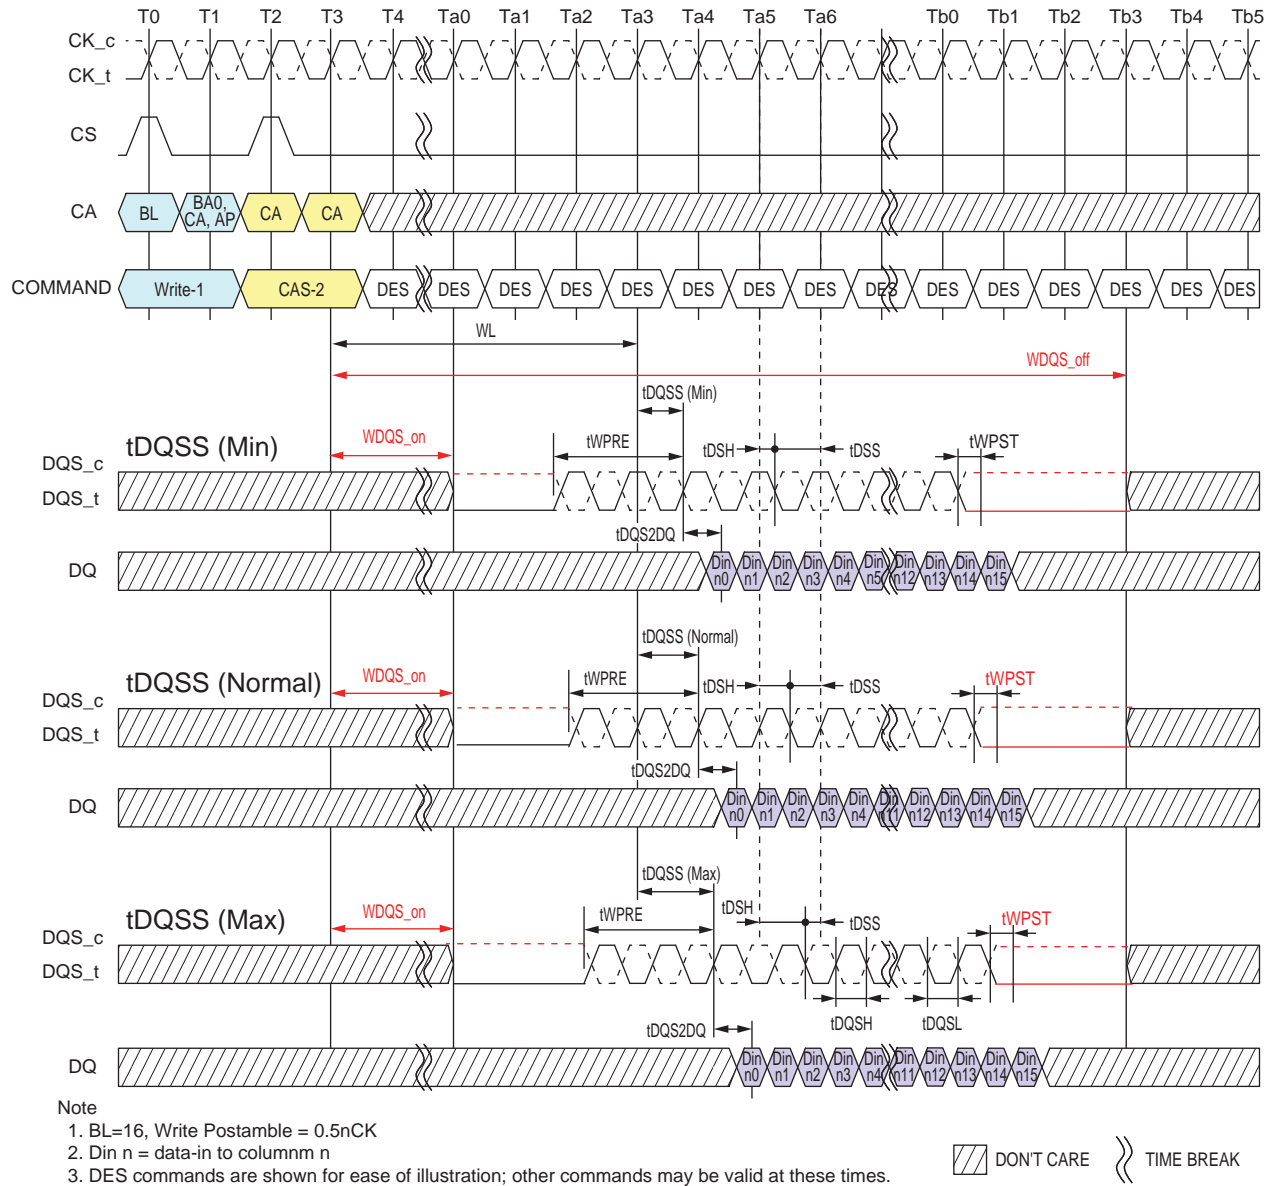 T0 T1 T2 T3 T4 Ta0 Ta1 Ta2 Ta3 Ta4 Ta5 Ta6 Tb0 Tb1 Tb2 Tb3 Tb4 Tb5
CK_c
CK_t
CS
CA BL BA0, CA, AP CA CA
COMMAND Write-1 CAS-2 DES DES DES DES DES DES DES DES DES DES DES DES DES DES DES
WL
WDQS_off
tDQSS (Min)
tDQSS (Min) WDQS_on tWPRE tDSH tDSS tWPST
DQS_c
DQS_t
tDQS2DQ
DQ Din n0 Din n1 Din n2 Din n3 Din n4 Din n5 Din n12 Din n13 Din n14 Din n15
tDQSS (Normal)
tDQSS (Normal) WDQS_on tWPRE tDSH tDSS tWPST
DQS_c
DQS_t
tDQS2DQ
DQ Din n0 Din n1 Din n2 Din n3 Din n4 Din n11 Din n12 Din n13 Din n14 Din n15
tDQSS (Max)
tDQSS (Max) WDQS_on tWPRE tDSH tDSS tWPST
DQS_c
DQS_t
tDQS2DQ tDQSH tDQSL
DQ Din n0 Din n1 Din n2 Din n3 Din n4 Din n11 Din n12 Din n13 Din n14 Din n15
Note
1. BL=16, Write Postamble = 0.5nCK
2. Din n = data-in to columnm n
3. DES commands are shown for ease of illustration; other commands may be valid at these times.
DON'T CARE TIME BREAK